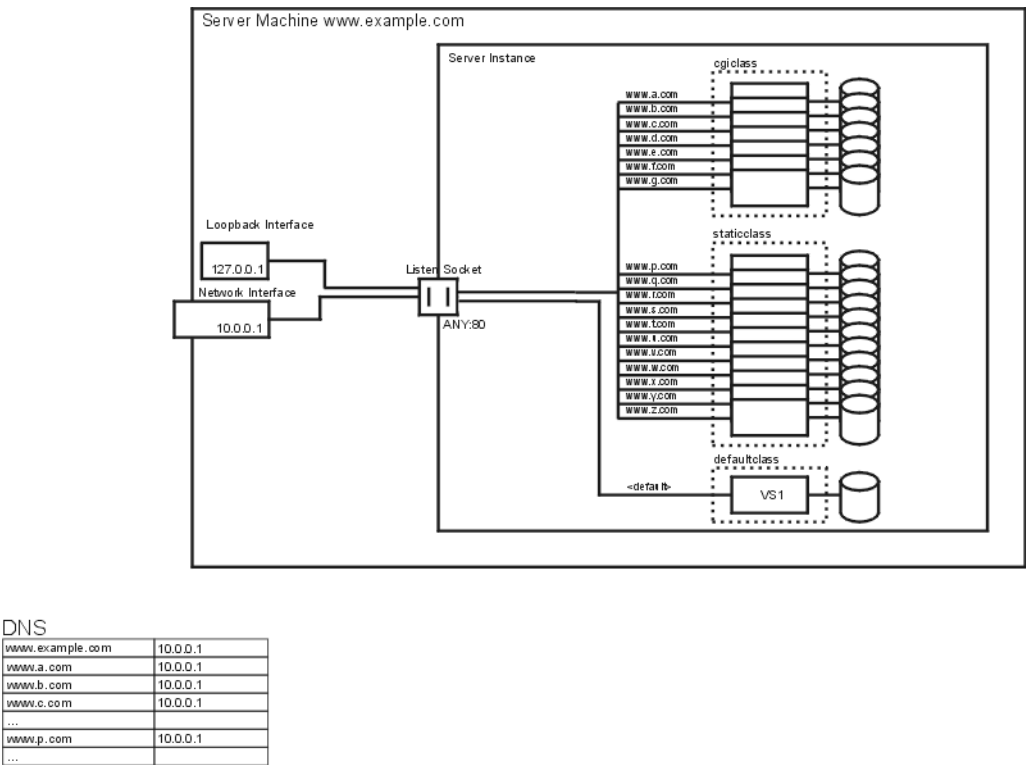 Server Machine www.example.com
Server Instance
cgiclass
www.a.com
www.b.com
www.c.com
www.d.com
www.e.com
www.f.com
www.g.com
staticclass
Loopback Interface
127.0.0.1
Listen Socket
Network Interface
10.0.0.1
ANY:80
www.p.com
www.q.com
www.r.com
www.s.com
www.t.com
www.u.com
www.v.com
www.w.com
www.x.com
www.y.com
www.z.com
defaultclass
<default>
VS1
DNS
www.example.com 10.0.0.1
www.a.com 10.0.0.1
www.b.com 10.0.0.1
www.c.com 10.0.0.1
...
www.p.com 10.0.0.1
...